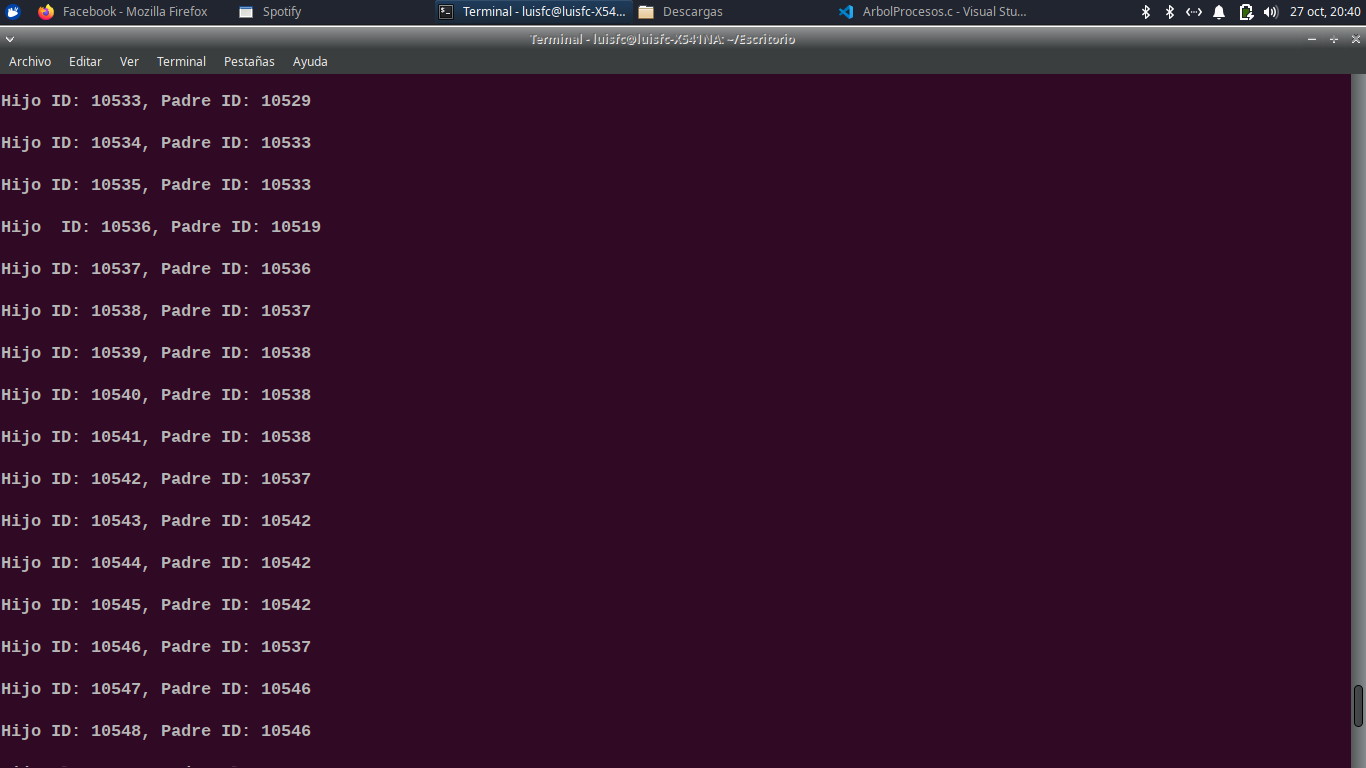 Facebook - Mozilla Firefox Spotify Terminal - luisfc@luisfc-X54... Descargas ArbolProcesos.c - Visual Stu... 27 oct, 20:40
Terminal - luisfc@luisfc-X541NA: ~/Escritorio
Archivo Editar Ver Terminal Pestañas Ayuda
Hijo ID: 10533, Padre ID: 10529
Hijo ID: 10534, Padre ID: 10533
Hijo ID: 10535, Padre ID: 10533
Hijo  ID: 10536, Padre ID: 10519
Hijo ID: 10537, Padre ID: 10536
Hijo ID: 10538, Padre ID: 10537
Hijo ID: 10539, Padre ID: 10538
Hijo ID: 10540, Padre ID: 10538
Hijo ID: 10541, Padre ID: 10538
Hijo ID: 10542, Padre ID: 10537
Hijo ID: 10543, Padre ID: 10542
Hijo ID: 10544, Padre ID: 10542
Hijo ID: 10545, Padre ID: 10542
Hijo ID: 10546, Padre ID: 10537
Hijo ID: 10547, Padre ID: 10546
Hijo ID: 10548, Padre ID: 10546